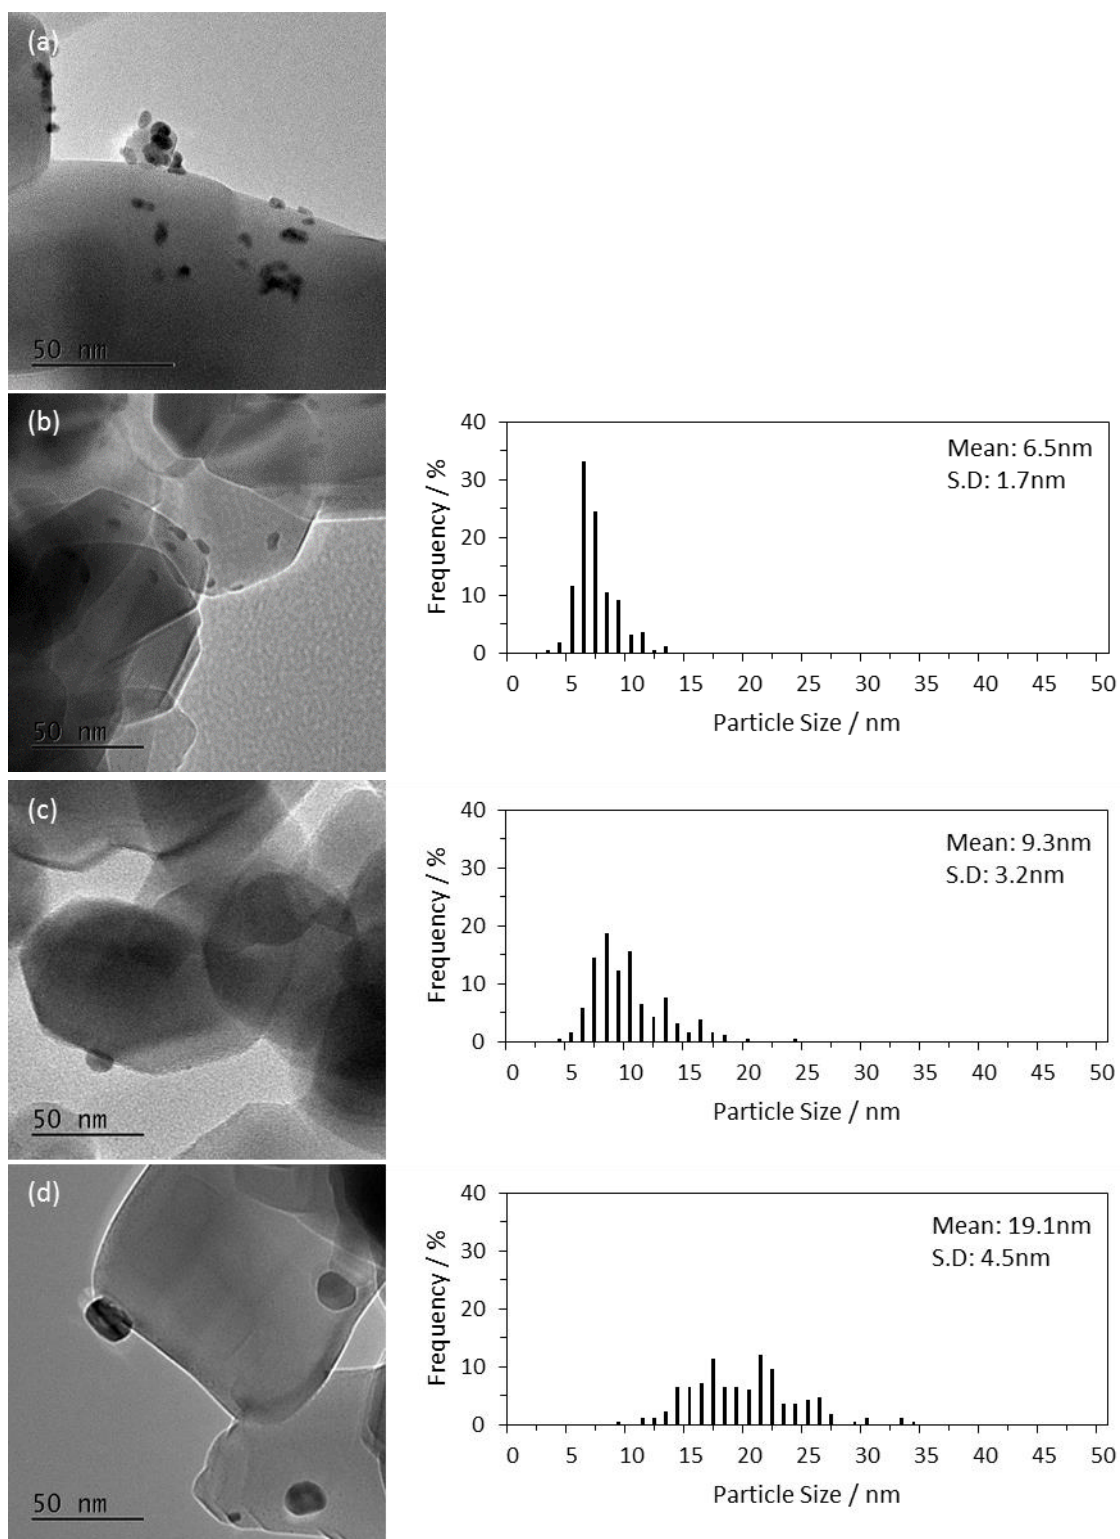 (a)
50 nm
(b)
50 nm
40
30
20
10
0
Frequency / %
Mean: 6.5nm
S.D: 1.7nm
0 5 10 15 20 25 30 35 40 45 50
Particle Size / nm
(c)
50 nm
40
30
20
10
0
Frequency / %
Mean: 9.3nm
S.D: 3.2nm
0 5 10 15 20 25 30 35 40 45 50
Particle Size / nm
(d)
50 nm
40
30
20
10
0
Frequency / %
Mean: 19.1nm
S.D: 4.5nm
0 5 10 15 20 25 30 35 40 45 50
Particle Size / nm